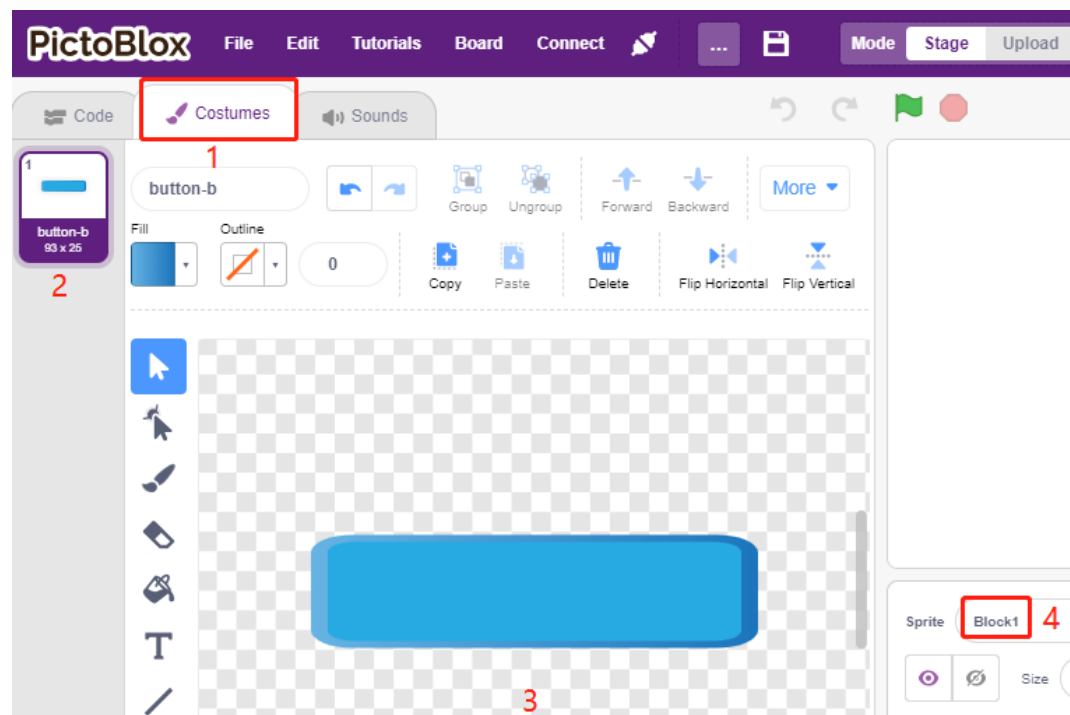 PictoBlox File Edit Tutorials Board Connect ... Mode Stage Upload
Code Costumes Sounds
1
1
button-b
93 x 25
2
button-b
Group Ungroup Forward Backward More
Fill Outline
0
Copy Paste Delete Flip Horizontal Flip Vertical
T
3
Sprite Block1 4
Size